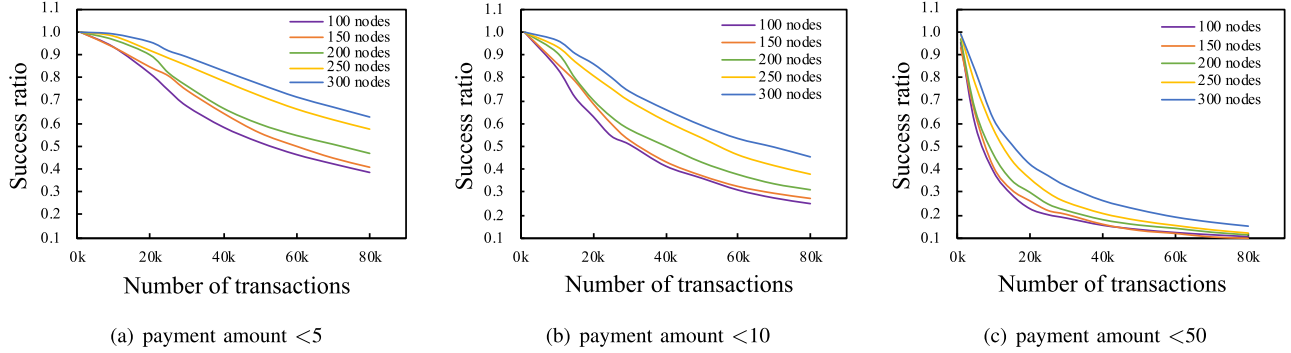 1.1
1.0
0.9
0.8
0.7
0.6
0.5
0.4
0.3
0.2
0.1
Success ratio
100 nodes
150 nodes
200 nodes
250 nodes
300 nodes
0k 20k 40k 60k 80k
Number of transactions
(a) payment amount <5
1.1
1.0
0.9
0.8
0.7
0.6
0.5
0.4
0.3
0.2
0.1
Success ratio
100 nodes
150 nodes
200 nodes
250 nodes
300 nodes
0k 20k 40k 60k 80k
Number of transactions
(b) payment amount <10
1.1
1.0
0.9
0.8
0.7
0.6
0.5
0.4
0.3
0.2
0.1
Success ratio
100 nodes
150 nodes
200 nodes
250 nodes
300 nodes
0k 20k 40k 60k 80k
Number of transactions
(c) payment amount <50